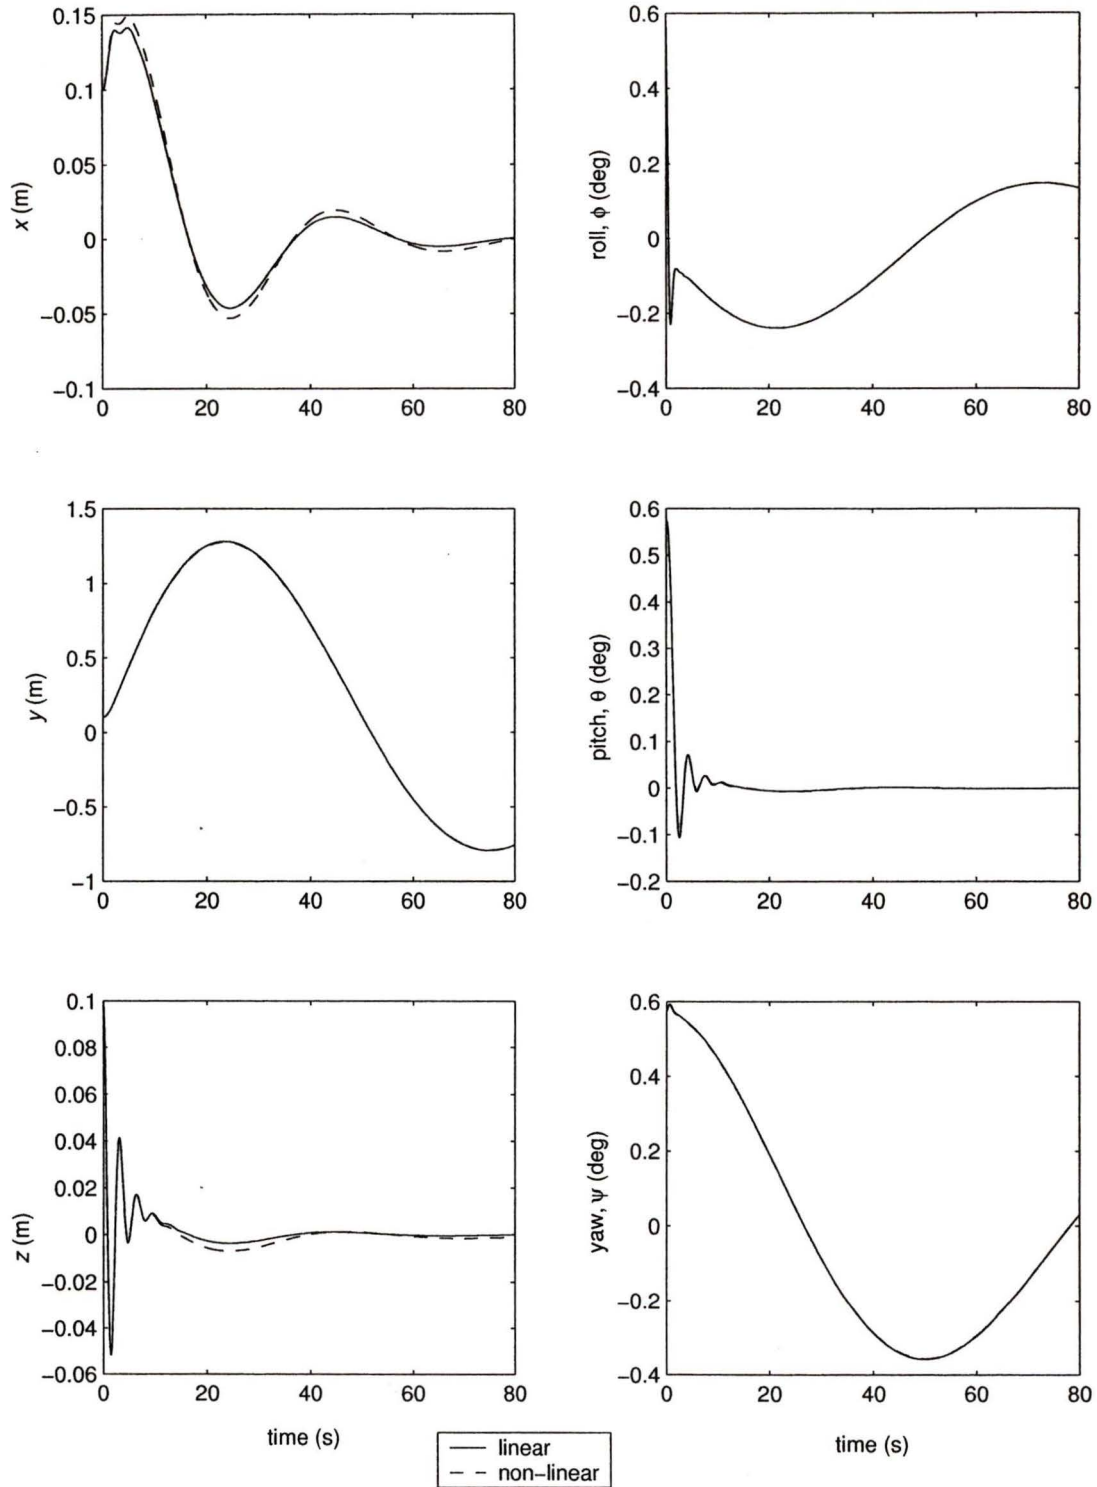 x (m)
0.15
0.1
0.05
0
−0.05
−0.1
0 20 40 60 80
roll, ϕ (deg)
0.6
0.4
0.2
0
−0.2
−0.4
0 20 40 60 80
y (m)
1.5
1
0.5
0
−0.5
−1
0 20 40 60 80
pitch, θ (deg)
0.6
0.5
0.4
0.3
0.2
0.1
0
−0.1
−0.2
0 20 40 60 80
z (m)
0.1
0.08
0.06
0.04
0.02
0
−0.02
−0.04
−0.06
0 20 40 60 80
time (s)
yaw, ψ (deg)
0.6
0.4
0.2
0
−0.2
−0.4
0 20 40 60 80
time (s)
linear
non−linear